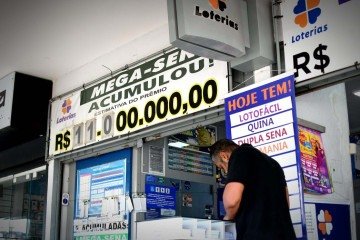 Loterias
Loterias
R$
MEGA-SENA
ACUMULOU!
ESTIMATIVA DO PRÊMIO
R$ 11.000.000,00
HOJE TEM!
LOTOFÁCIL
QUINA
DUPLA SENA
MANIA
ACUMULADAS